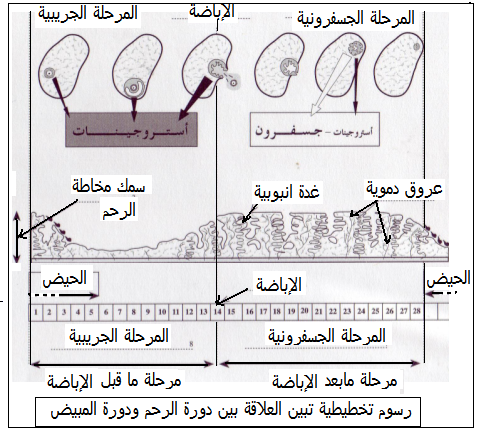 المرحلة الجسفرونية
الإباضة
المرحلة الجريبية
أستروجينات - جسفرون
أستروجينات
عروق دموية
غدة انبوبية
سمك مخاطة
الرحم
الحيض
الإباضة
الحيض
1 2 3 4 5 6 7 8 9 10 11 12 13 14 15 16 17 18 19 20 21 22 23 24 25 26 27 28
المرحلة الجسفرونية
المرحلة الجريبية
8
مرحلة مابعد الإباضة
مرحلة ما قبل الإباضة
رسوم تخطيطية تبين العلاقة بين دورة الرحم ودورة المبيض